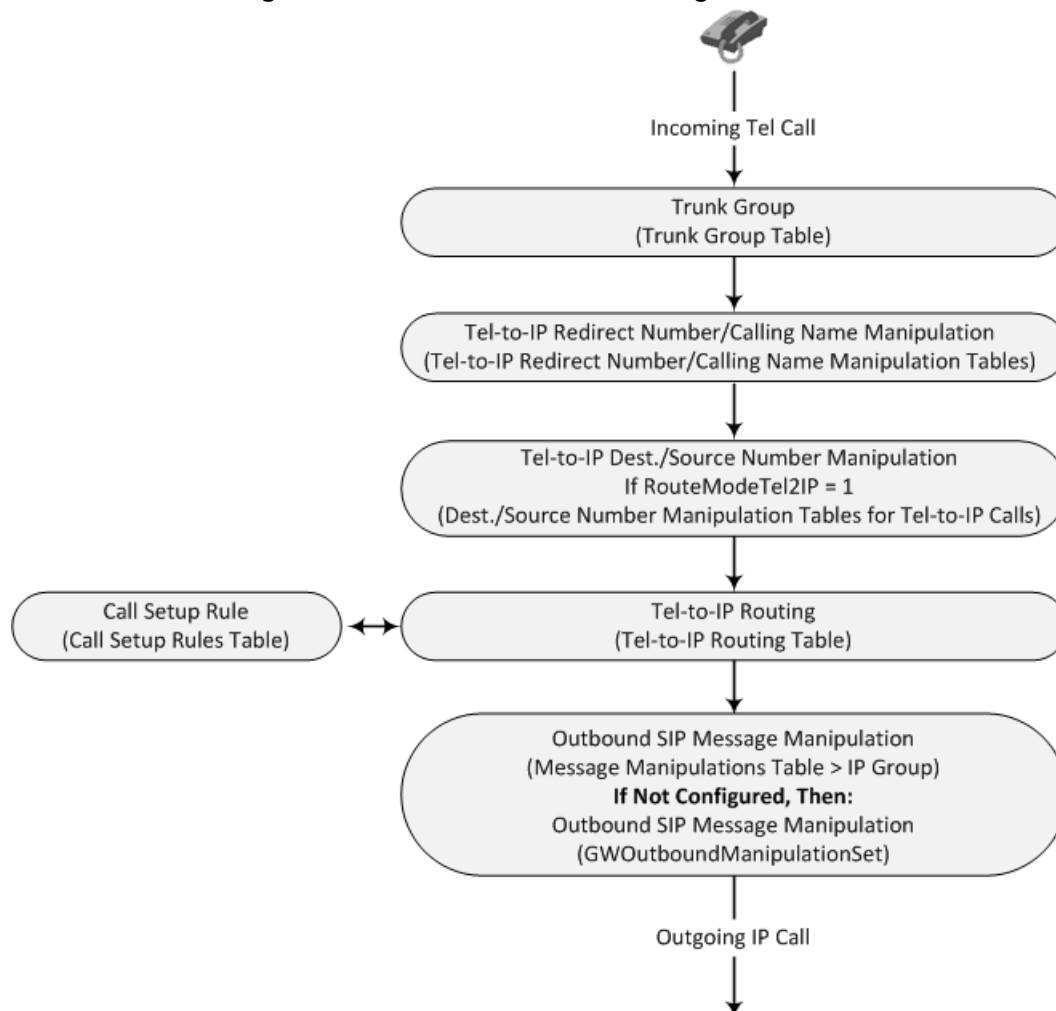 Incoming Tel Call
Trunk Group
(Trunk Group Table)
Tel-to-IP Redirect Number/Calling Name Manipulation
(Tel-to-IP Redirect Number/Calling Name Manipulation Tables)
Tel-to-IP Dest./Source Number Manipulation
If RouteModeTel2IP = 1
(Dest./Source Number Manipulation Tables for Tel-to-IP Calls)
Call Setup Rule
(Call Setup Rules Table)
Tel-to-IP Routing
(Tel-to-IP Routing Table)
Outbound SIP Message Manipulation
(Message Manipulations Table > IP Group)
If Not Configured, Then:
Outbound SIP Message Manipulation
(GWOutboundManipulationSet)
Outgoing IP Call